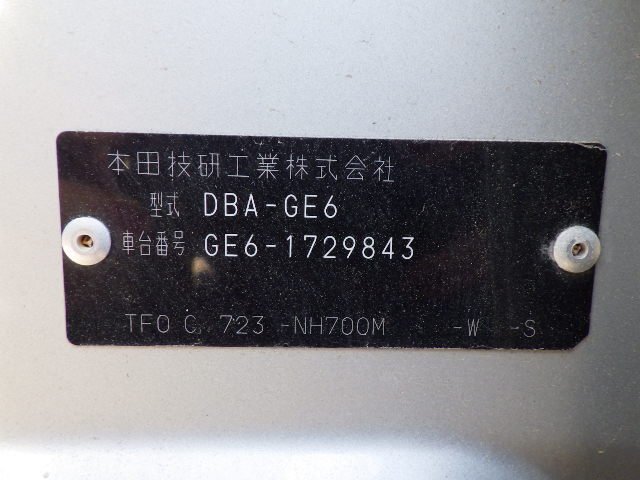 本田技研工業株式会社
型式 DBA-GE6
車台番号 GE6-1729843
TFO C 723 -NH700M -W -S